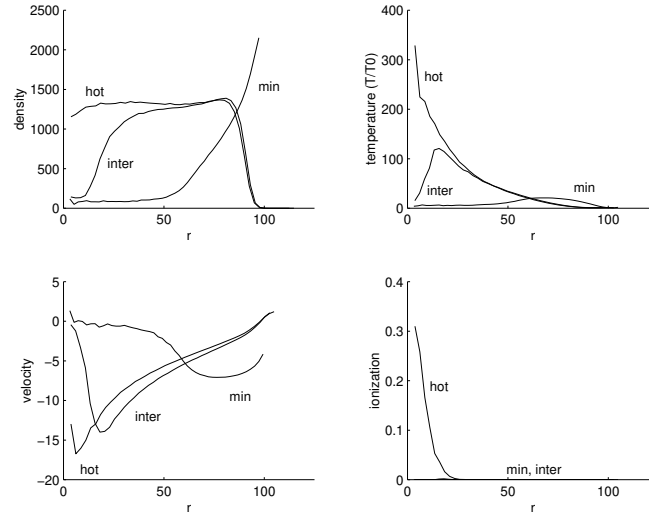 2500
2000
1500
1000
500
0
density
hot
inter
min
0
50
100
r
400
300
200
100
0
temperature (T/T0)
hot
inter
min
0
50
100
r
5
0
−5
−10
−15
−20
velocity
hot
inter
min
0
50
100
r
0.4
0.3
0.2
0.1
0
ionization
hot
min, inter
0
50
100
r